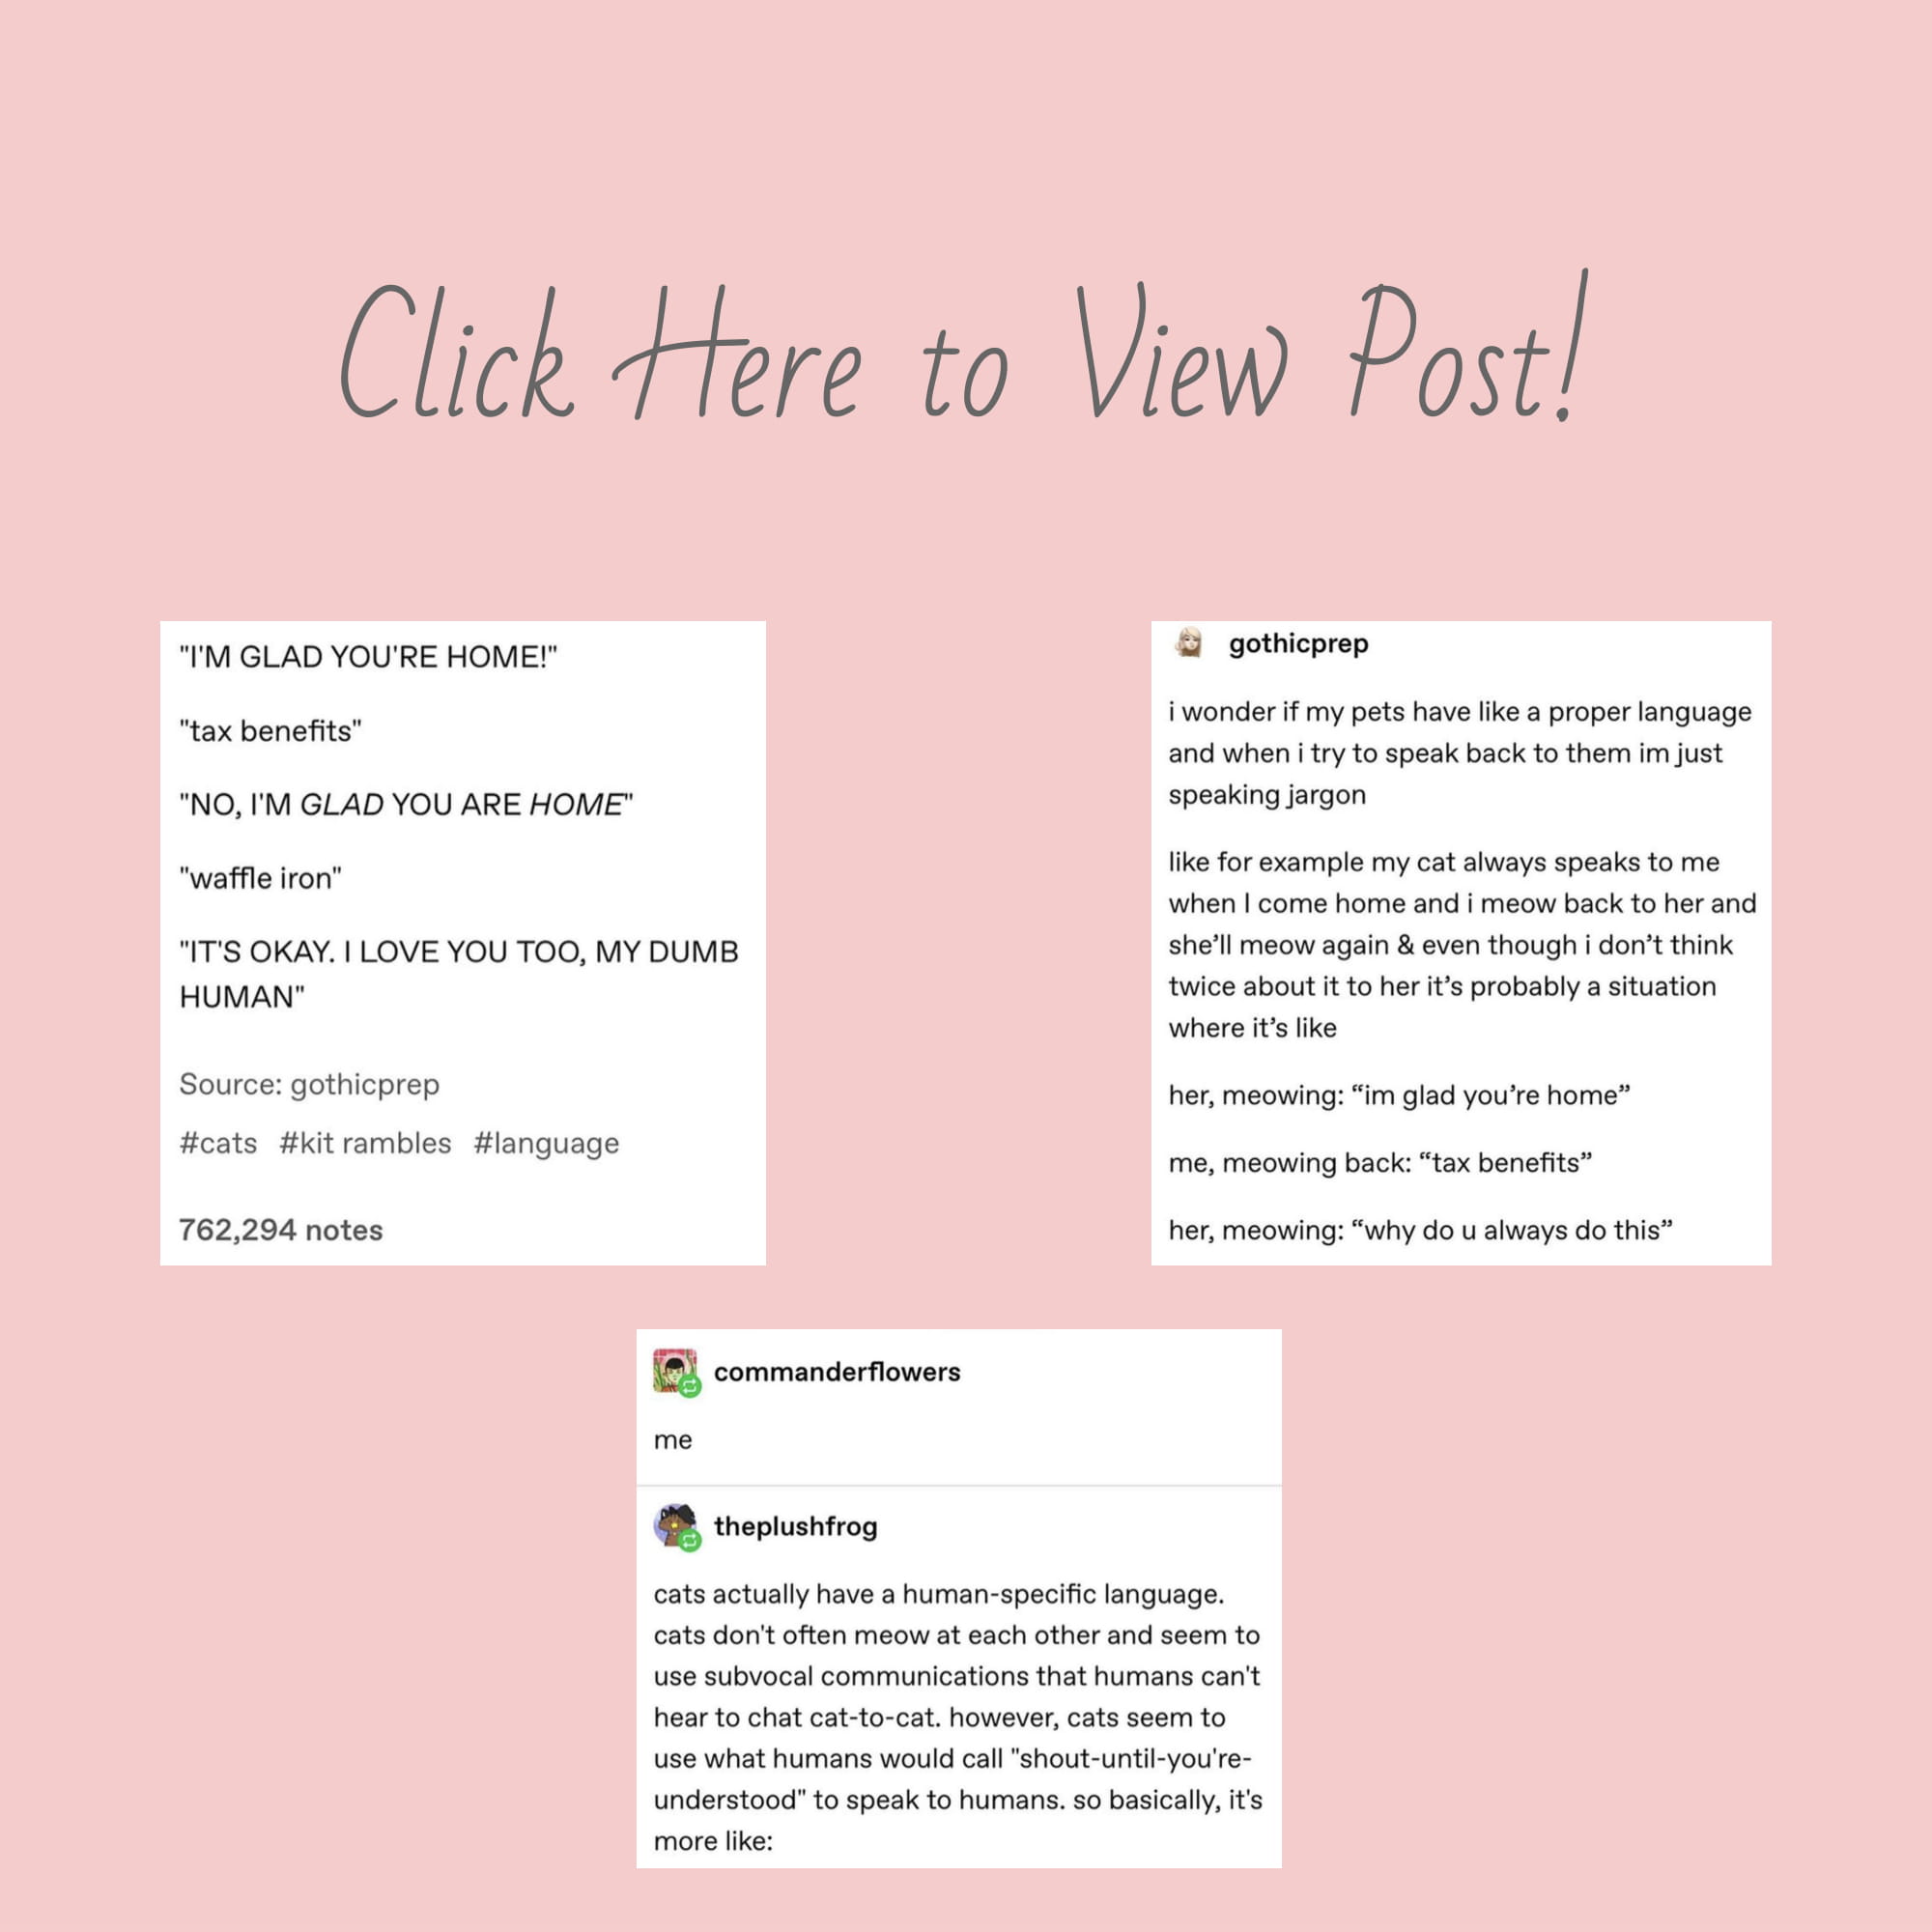 Click Here to View Post!
"I'M GLAD YOU'RE HOME!"
"tax benefits"
"NO, I'M GLAD YOU ARE HOME"
"waffle iron"
"IT'S OKAY. I LOVE YOU TOO, MY DUMB
HUMAN"
Source: gothicprep
#cats #kit rambles #language
762,294 notes
gothicprep
i wonder if my pets have like a proper language
and when i try to speak back to them im just
speaking jargon
like for example my cat always speaks to me
when I come home and i meow back to her and
she’ll meow again & even though i don’t think
twice about it to her it’s probably a situation
where it’s like
her, meowing: “im glad you’re home”
me, meowing back: “tax benefits”
her, meowing: “why do u always do this”
commanderflowers
me
theplushfrog
cats actually have a human-specific language.
cats don't often meow at each other and seem to
use subvocal communications that humans can't
hear to chat cat-to-cat. however, cats seem to
use what humans would call "shout-until-you're-
understood" to speak to humans. so basically, it's
more like: